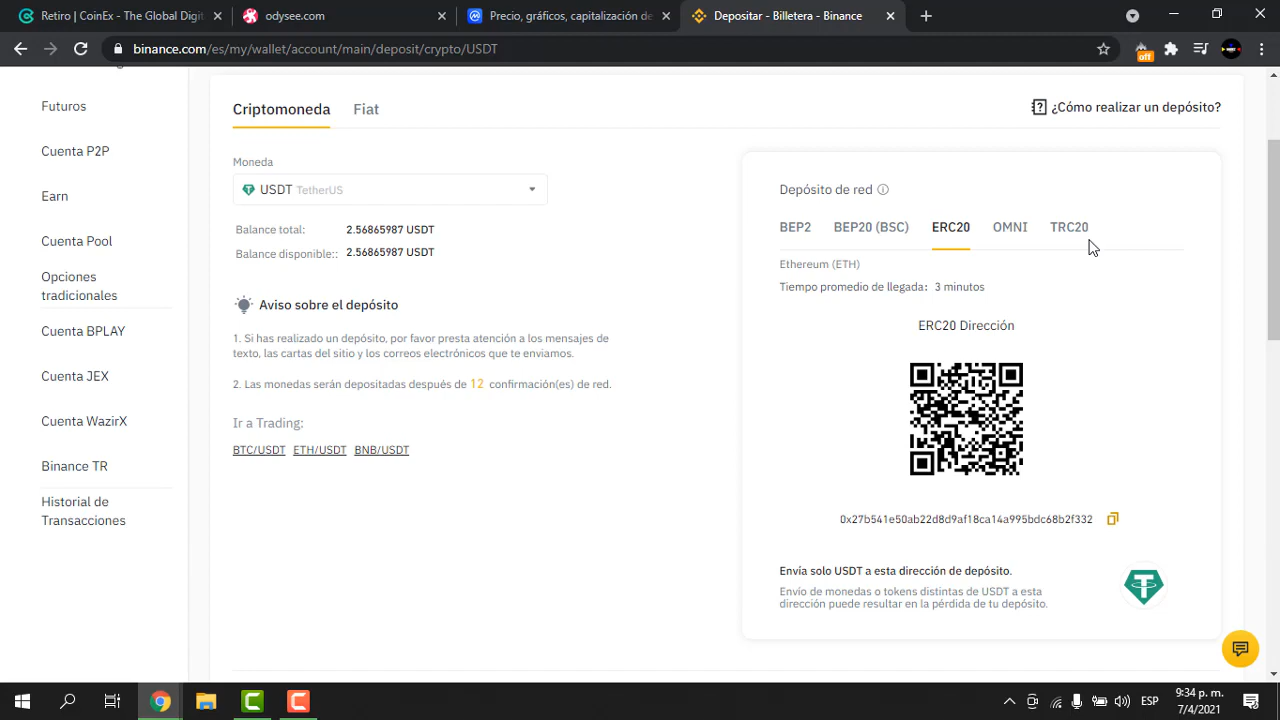 Retiro | CoinEx - The Global Digit
odysee.com
Precio, gráficos, capitalización de
Depositar - Billetera - Binance
binance.com/es/my/wallet/account/main/deposit/crypto/USDT
off
Futuros
Cuenta P2P
Earn
Cuenta Pool
Opciones
tradicionales
Cuenta BPLAY
Cuenta JEX
Cuenta WazirX
Binance TR
Historial de
Transacciones
Criptomoneda
Fiat
¿Cómo realizar un depósito?
Moneda
USDT TetherUS
Balance total: 2.56865987 USDT
Balance disponible:: 2.56865987 USDT
Aviso sobre el depósito
1. Si has realizado un depósito, por favor presta atención a los mensajes de
texto, las cartas del sitio y los correos electrónicos que te enviamos.
2. Las monedas serán depositadas después de 12 confirmación(es) de red.
Ir a Trading:
BTC/USDT ETH/USDT BNB/USDT
Depósito de red
BEP2 BEP20 (BSC) ERC20 OMNI TRC20
Ethereum (ETH)
Tiempo promedio de llegada: 3 minutos
ERC20 Dirección
0x27b541e50ab22d8d9af18ca14a995bdc68b2f332
Envía solo USDT a esta dirección de depósito.
Envío de monedas o tokens distintas de USDT a esta
dirección puede resultar en la pérdida de tu depósito.
ESP
9:34 p. m.
7/4/2021